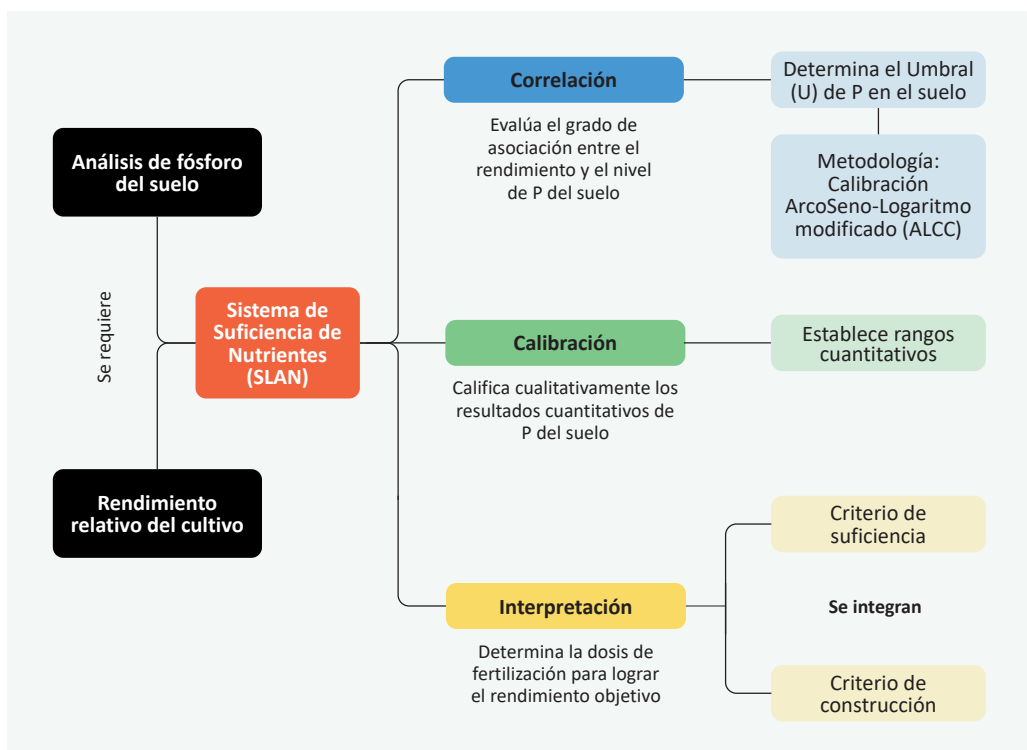 Análisis de fósforo
del suelo
Se requiere
Rendimiento
relativo del cultivo
Sistema de
Suficiencia de
Nutrientes
(SLAN)
Correlación
Evalúa el grado de
asociación entre el
rendimiento y el nivel
de P del suelo
Determina el Umbral
(U) de P en el suelo
Metodología:
Calibración
ArcoSeno-Logaritmo
modificado (ALCC)
Calibración
Califica cualitativamente los
resultados cuantitativos de
P del suelo
Establece rangos
cuantitativos
Interpretación
Determina la dosis de
fertilización para lograr
el rendimiento objetivo
Criterio de
suficiencia
Se integran
Criterio de
construcción